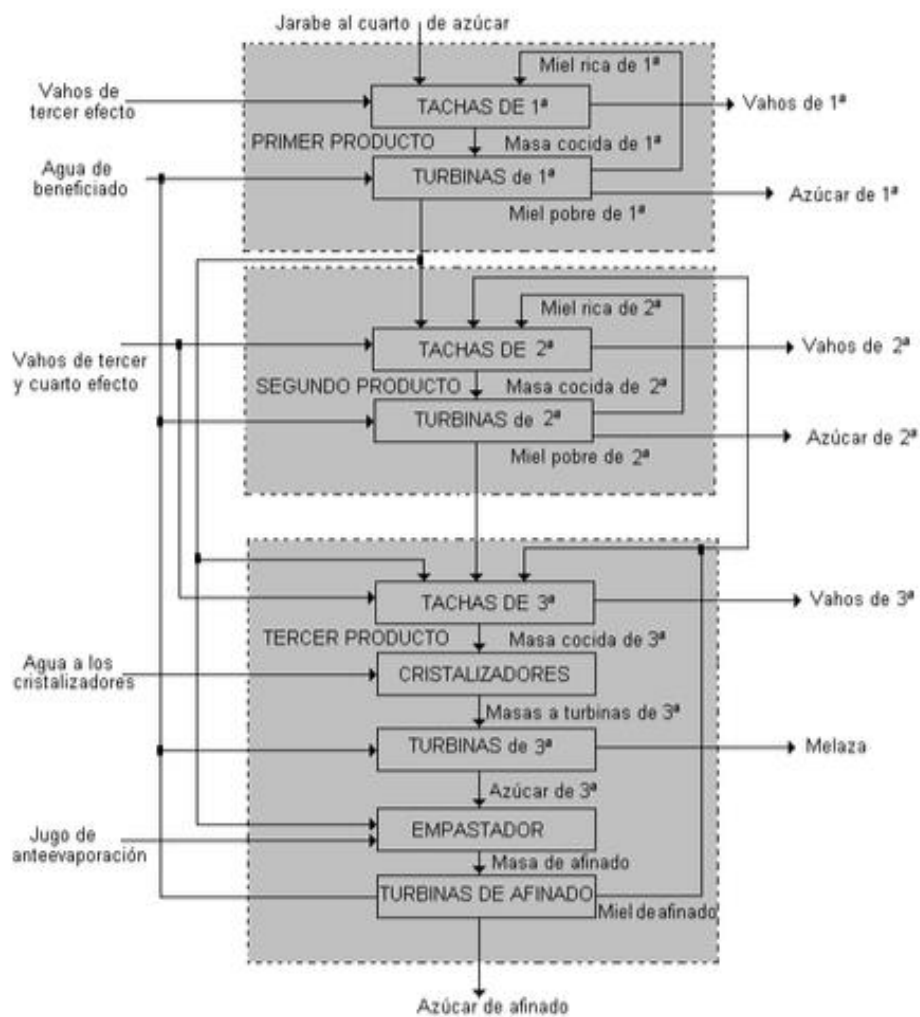 Jarabe al cuarto de azúcar
Miel rica de 1ª
Vahos de
tercer efecto
TACHAS DE 1ª
Vahos de 1ª
PRIMER PRODUCTO
Masa cocida de 1ª
Agua de
beneficiado
TURBINAS de 1ª
Azúcar de 1ª
Miel pobre de 1ª
Miel rica de 2ª
Vahos de tercer
y cuarto efecto
TACHAS DE 2ª
Vahos de 2ª
SEGUNDO PRODUCTO
Masa cocida de 2ª
TURBINAS de 2ª
Azúcar de 2ª
Miel pobre de 2ª
TACHAS DE 3ª
Vahos de 3ª
TERCER PRODUCTO
Masa cocida de 3ª
Agua a los
cristalizadores
CRISTALIZADORES
Masas a turbinas de 3ª
TURBINAS de 3ª
Melaza
Azúcar de 3ª
Jugo de
anteevaporación
EMPASTADOR
Masa de afinado
TURBINAS DE AFINADO
Miel de afinado
Azúcar de afinado